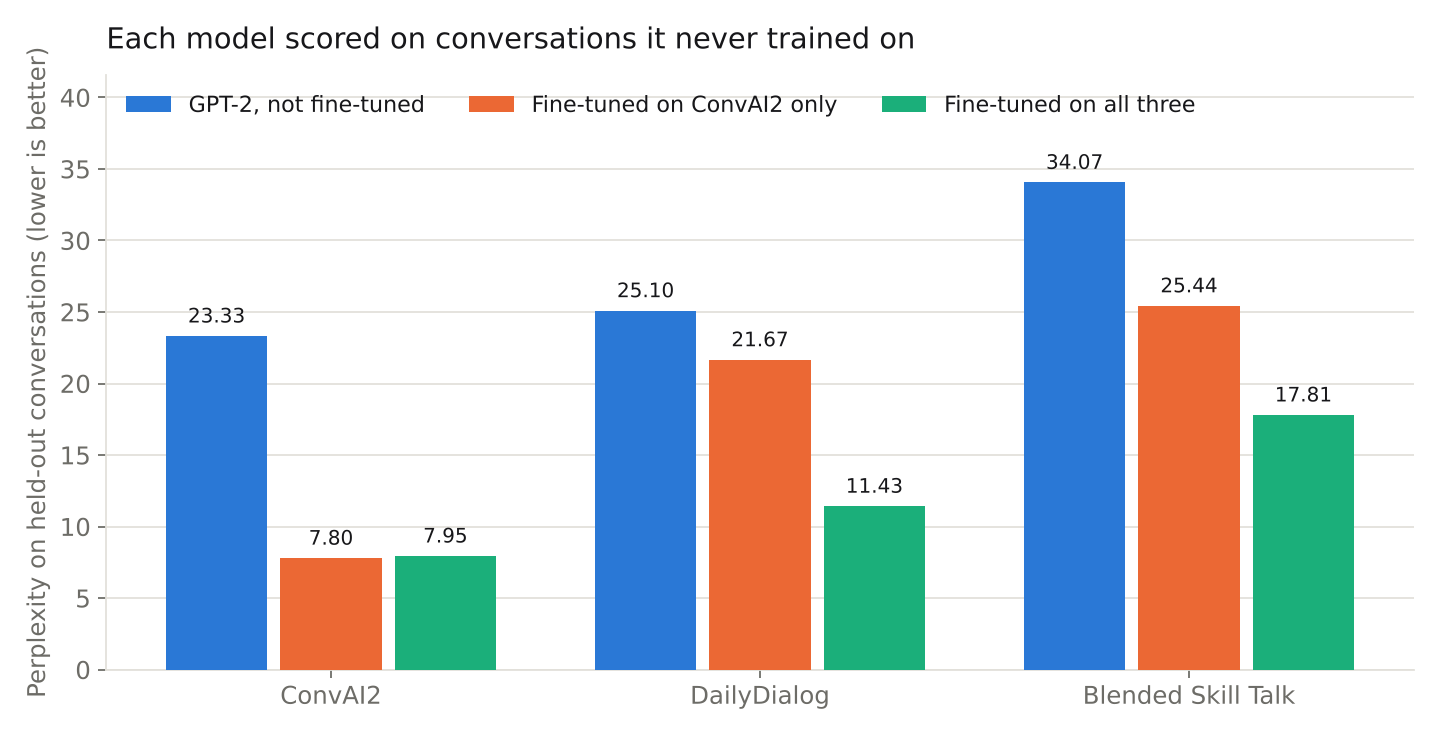 Each model scored on conversations it never trained on
Perplexity on held-out conversations (lower is better)
40
35
30
25
20
15
10
5
0
GPT-2, not fine-tuned
Fine-tuned on ConvAI2 only
Fine-tuned on all three
23.33
7.80
7.95
25.10
21.67
11.43
34.07
25.44
17.81
ConvAI2
DailyDialog
Blended Skill Talk